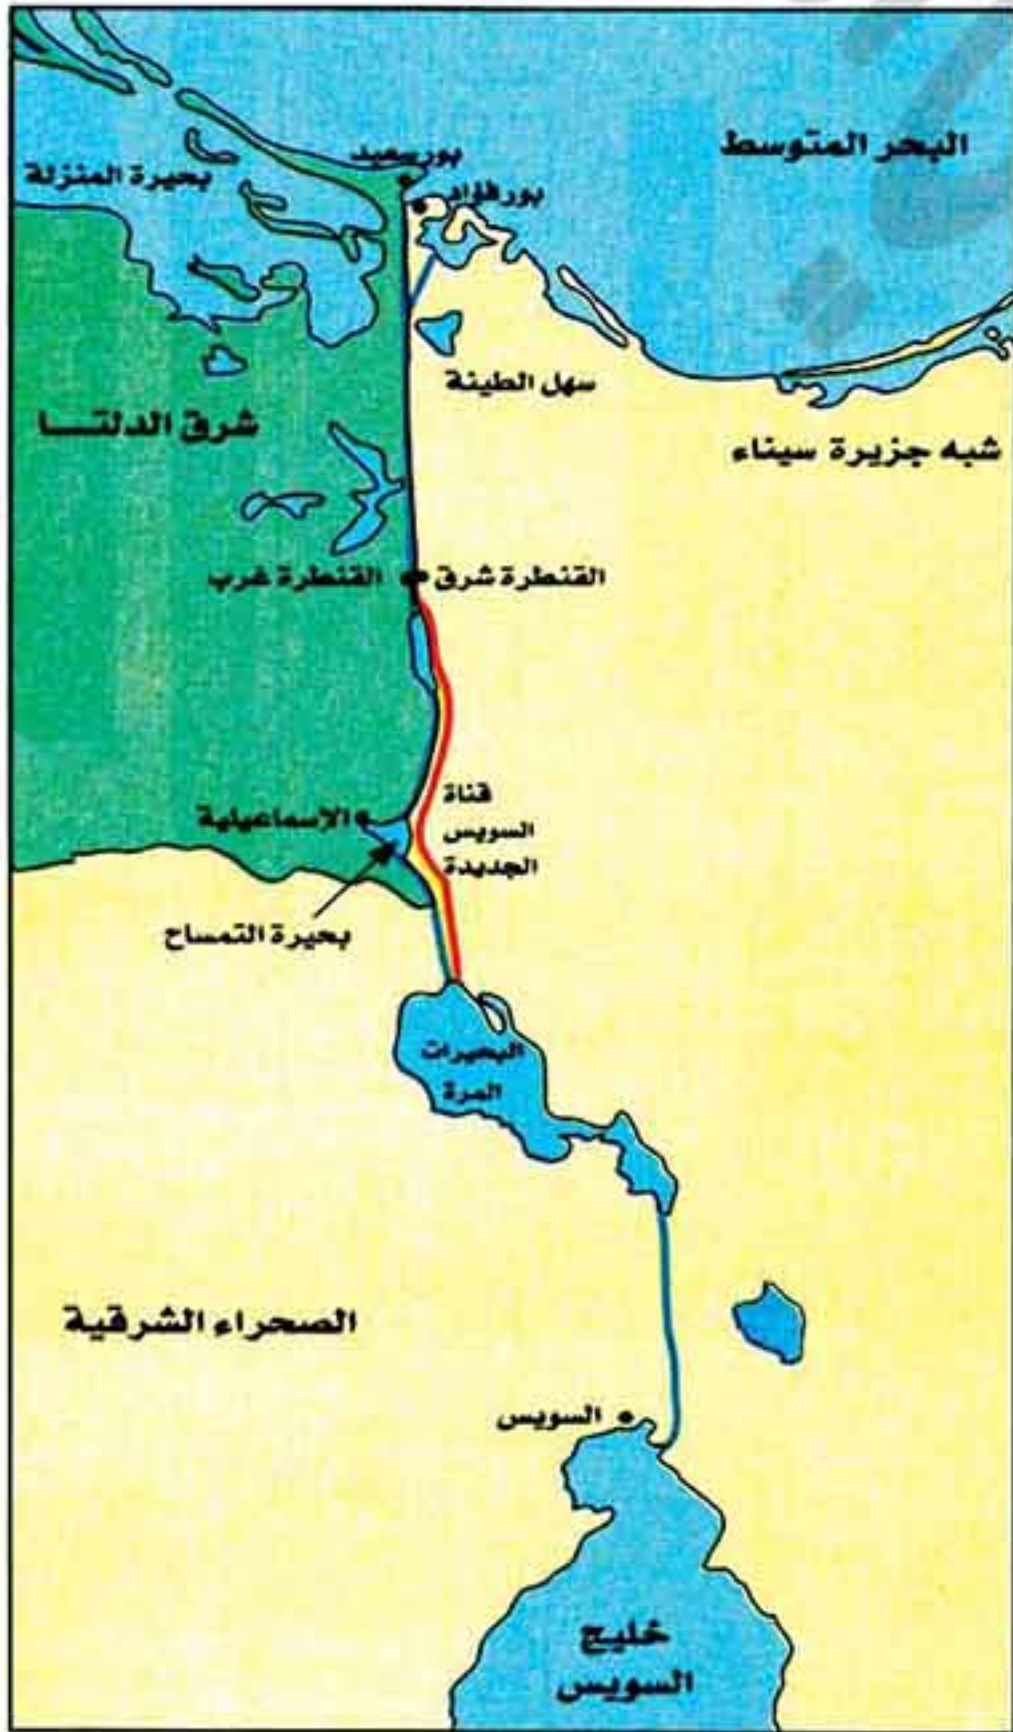 البحر المتوسط
بورسعيد
بحيرة المنزلة
بورفؤاد
سهل الطينة
شرق الدلتـــا
شبه جزيرة سيناء
القنطرة شرق
القنطرة غرب
قناة
السويس
الجديدة
الإسماعيلية
بحيرة التمساح
البحيرات
المرة
الصحراء الشرقية
السويس
خليج
السويس